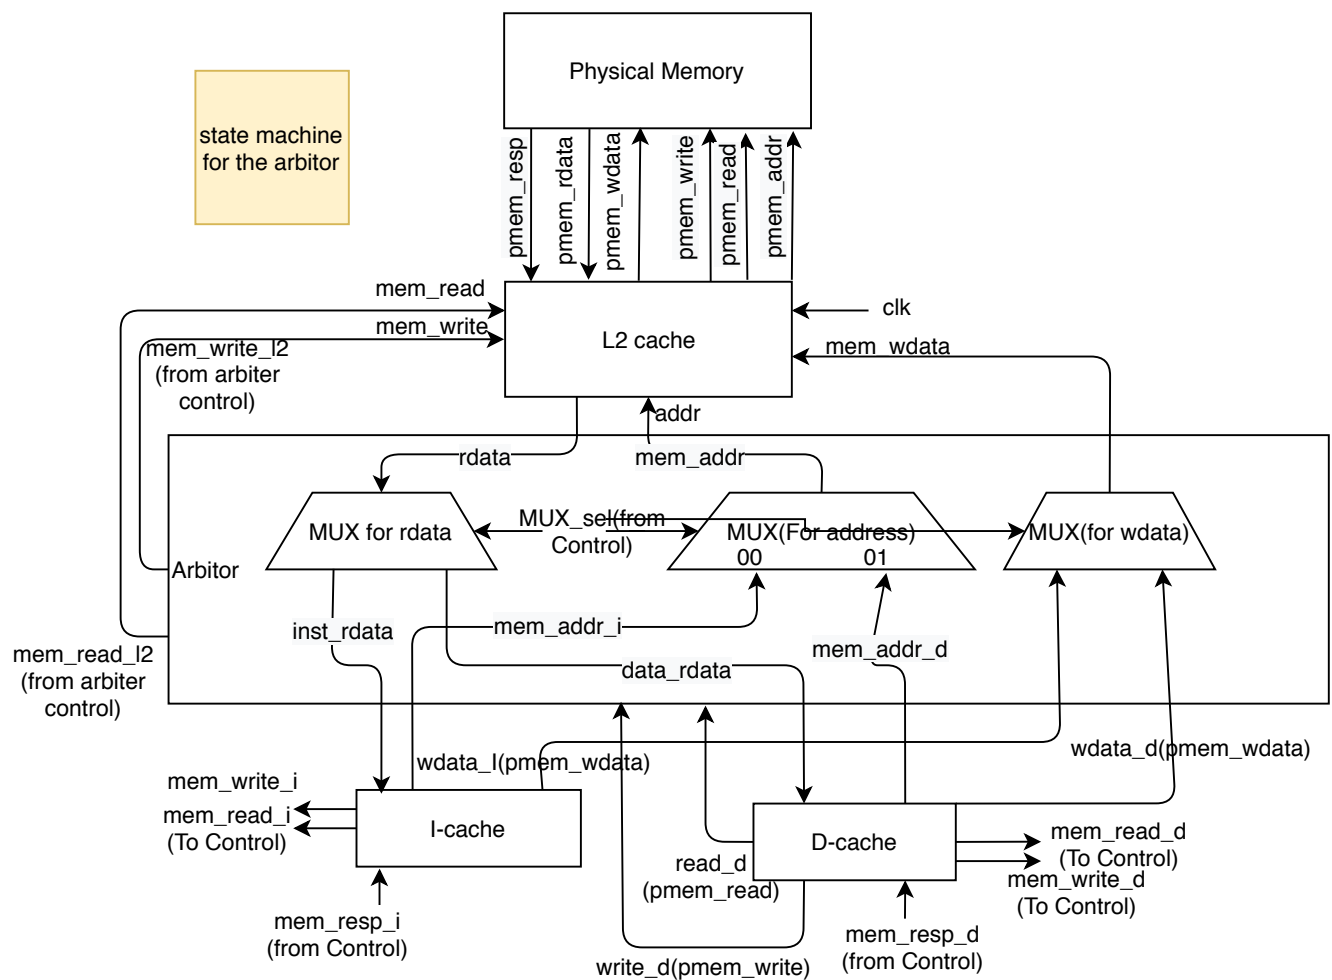 Physical Memory
state machine
for the arbitor
pmem_resp
pmem_rdata
pmem_wdata
pmem_write
pmem_read
pmem_addr
mem_read
mem_write
mem_write_l2
(from arbiter
control)
L2 cache
clk
mem_wdata
addr
rdata
mem_addr
MUX for rdata
MUX_sel(from
Control)
MUX(For address)
00
01
MUX(for wdata)
Arbitor
inst_rdata
mem_addr_i
data_rdata
mem_addr_d
mem_read_l2
(from arbiter
control)
wdata_I(pmem_wdata)
wdata_d(pmem_wdata)
mem_write_i
mem_read_i
(To Control)
I-cache
D-cache
read_d
(pmem_read)
mem_read_d
(To Control)
mem_write_d
(To Control)
mem_resp_i
(from Control)
mem_resp_d
(from Control)
write_d(pmem_write)